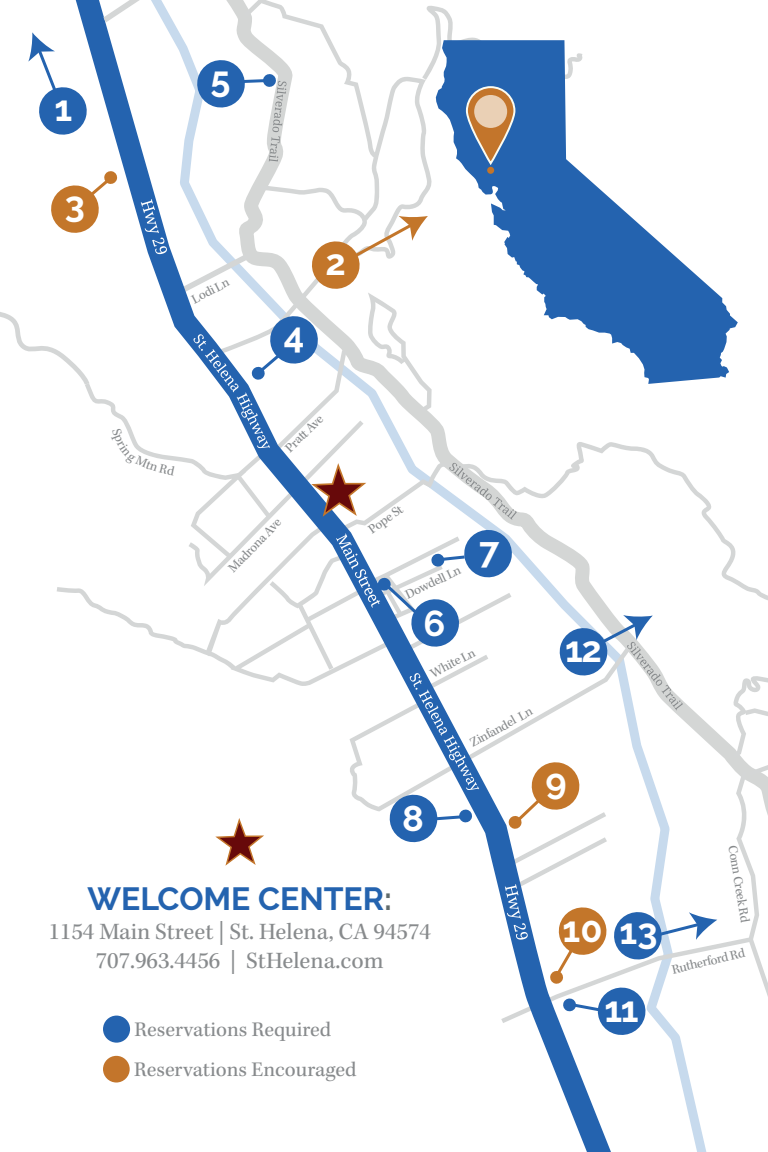 1
5
Silverado Trail
3
Hwy 29
2
Lodi Ln
4
St. Helena Highway
Pratt Ave
Spring Mtn Rd
Silverado Trail
Pope St
Madrona Ave
Main Street
7
Dowdell Ln
6
12
Silverado Trail
White Ln
St. Helena Highway
Zinfandel Ln
9
8
Conn Creek Rd
Hwy 29
10
13
Rutherford Rd
11
WELCOME CENTER:
1154 Main Street | St. Helena, CA 94574
707.963.4456 | StHelena.com
Reservations Required
Reservations Encouraged